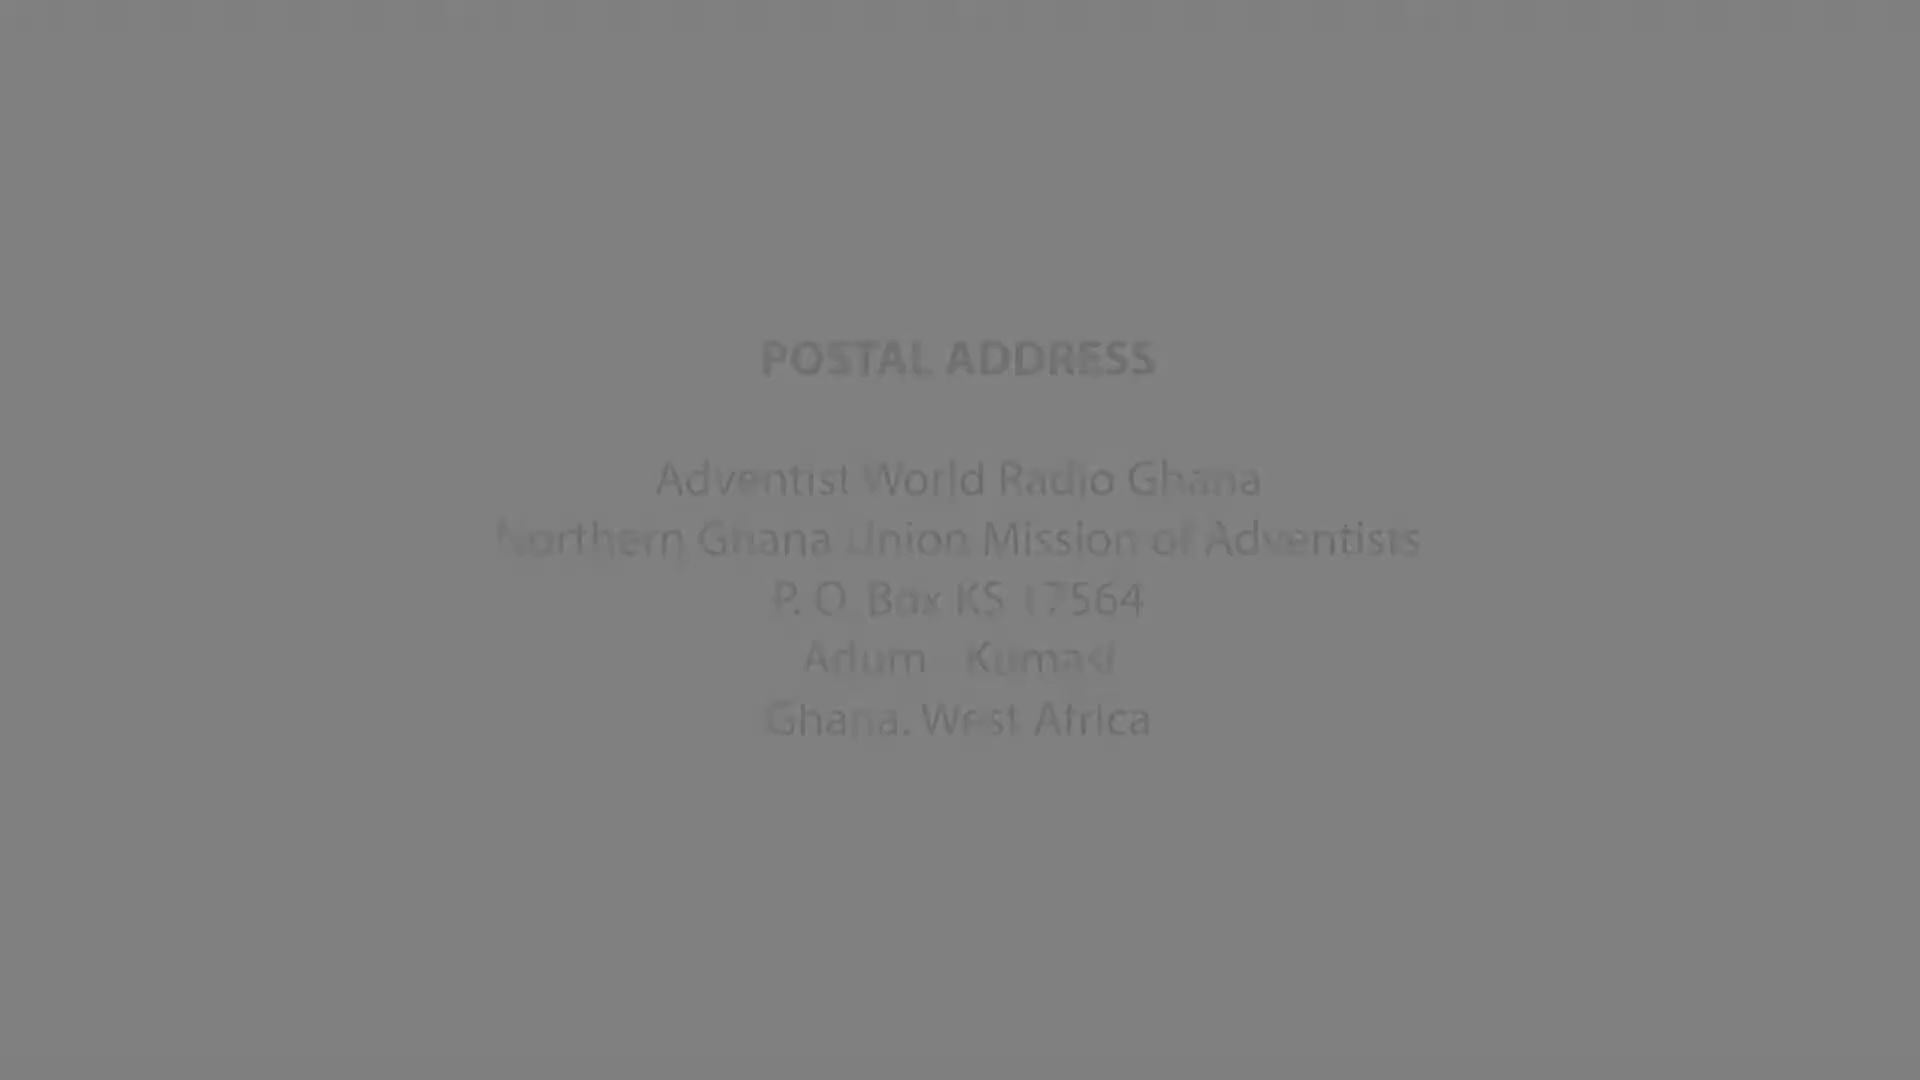 POSTAL ADDRESS
Adventist World Radio Ghana
Northern Ghana Union Mission of Adventists
P. O. Box KS 17564
Adum - Kumasi
Ghana. West Africa